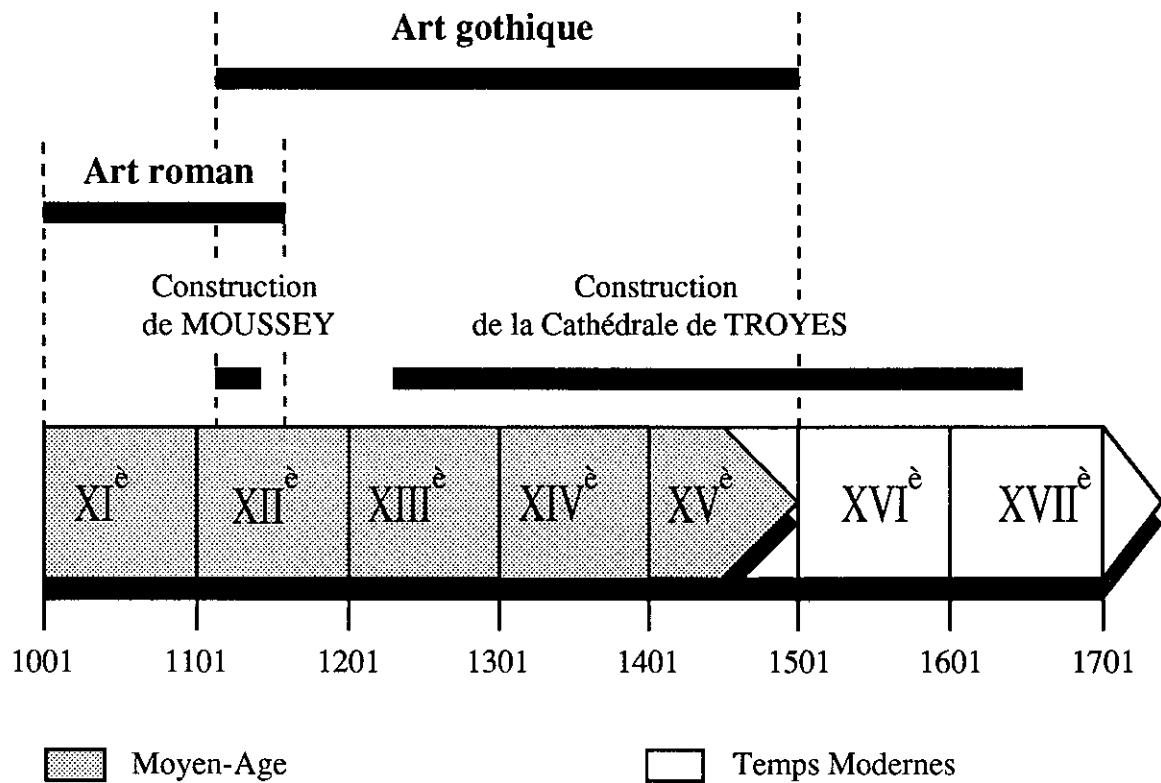 Art gothique
Art roman
Construction
de MOUSSEY
Construction
de la Cathédrale de TROYES
XIè
XIIè
XIIIè
XIVè
XVè
XVIè
XVIIè
1001
1101
1201
1301
1401
1501
1601
1701
Moyen-Age
Temps Modernes